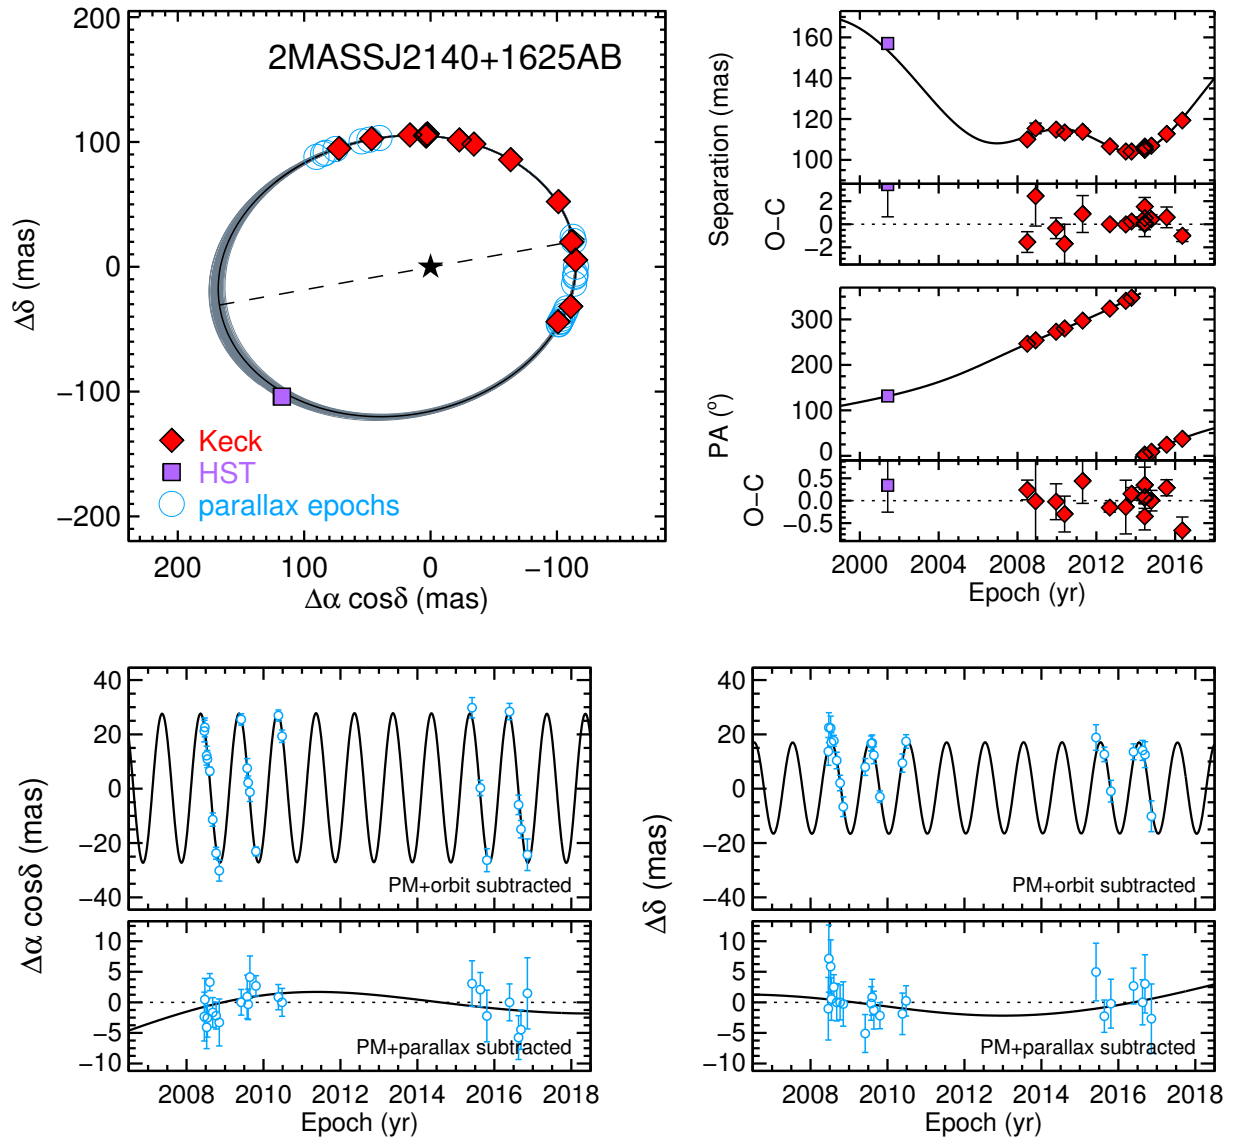 2MASSJ2140+1625AB
200
100
0
−100
−200
Δδ (mas)
Keck
HST
parallax epochs
200 100 0 −100
Δα cosδ (mas)
160
140
120
100
Separation (mas)
2
0
−2
O−C
300
200
100
0
PA (°)
0.5
0.0
−0.5
O−C
2000 2004 2008 2012 2016
Epoch (yr)
40
20
0
−20
−40
PM+orbit subtracted
Δα cosδ (mas)
10
5
0
−5
−10
PM+parallax subtracted
2008 2010 2012 2014 2016 2018
Epoch (yr)
40
20
0
−20
−40
PM+orbit subtracted
Δδ (mas)
10
5
0
−5
−10
PM+parallax subtracted
2008 2010 2012 2014 2016 2018
Epoch (yr)